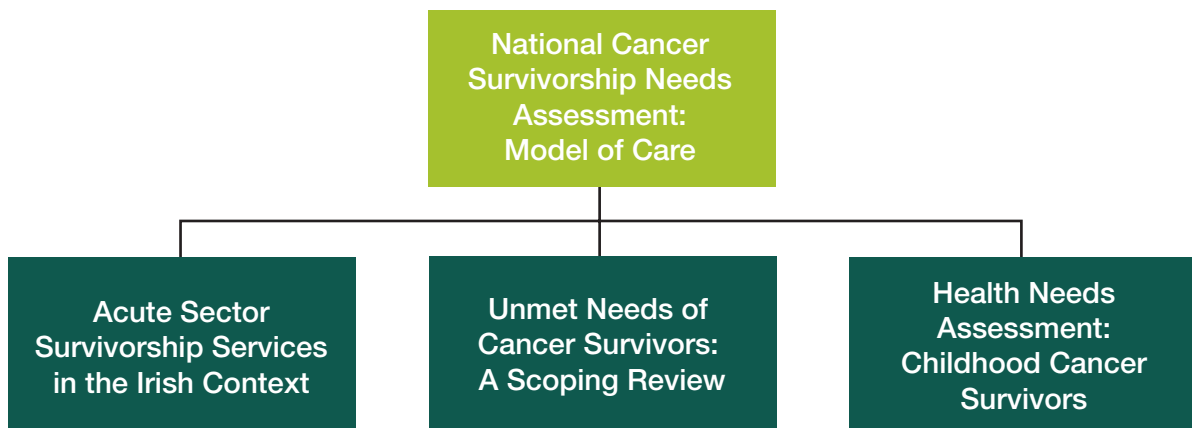 National Cancer
Survivorship Needs
Assessment:
Model of Care
Acute Sector
Survivorship Services
in the Irish Context
Unmet Needs of
Cancer Survivors:
A Scoping Review
Health Needs
Assessment:
Childhood Cancer
Survivors